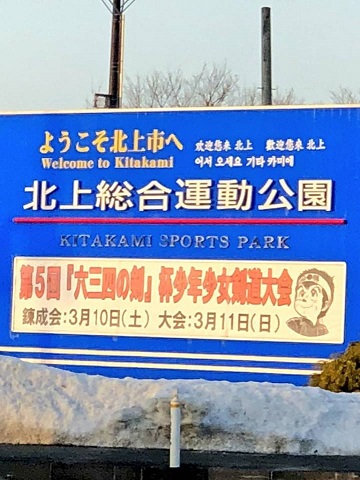 ようこそ北上市へ
Welcome to Kitakami
欢迎您来 北上
歡迎您來 北上
어서 오세요 기타카미에
北上総合運動公園
KITAKAMI SPORTS PARK
第5回『六三四の剣』杯少年少女剣道大会
錬成会:3月10日(土) 大会:3月11日(日)